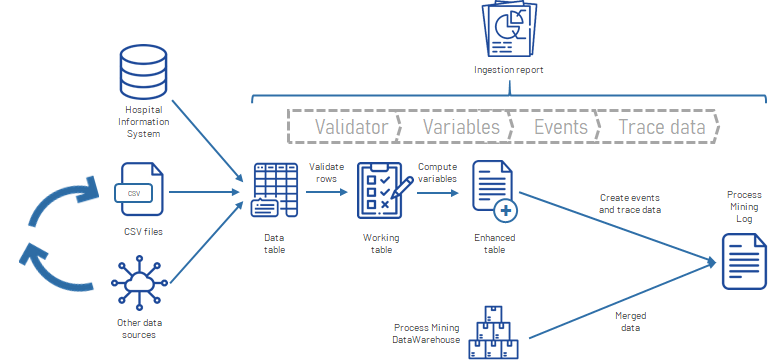 Ingestion report
Hospital
Information
System
Validator
Variables
Events
Trace data
CSV
CSV files
Other data
sources
Data
table
Validate
rows
Working
table
Compute
variables
Enhanced
table
Create events
and trace data
Process
Mining
Log
Process Mining
DataWarehouse
Merged
data